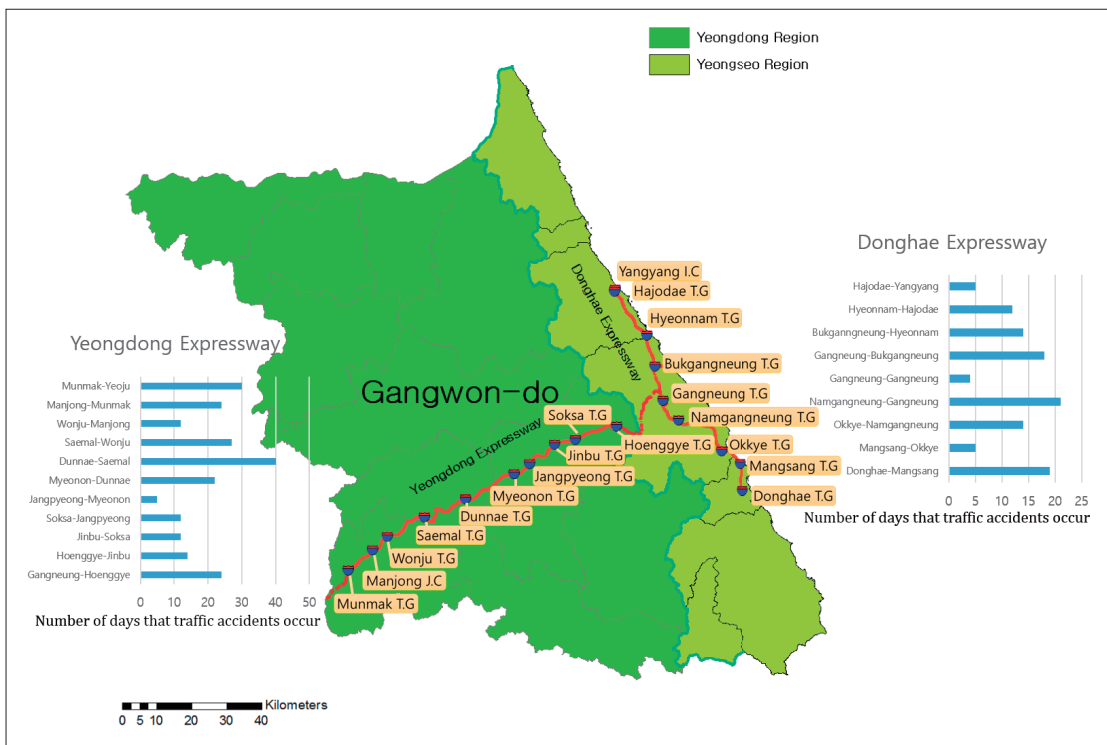 Yeongdong Region
Yeongseo Region
Donghae Expressway
Hajodae-Yangyang
Hyeonnam-Hajodae
Bukganngneung-Hyeonnam
Gangneung-Bukgangneung
Gangneung-Gangneung
Namgangneung-Gangneung
Okkye-Namgangneung
Mangsang-Okkye
Donghae-Mangsang
0 5 10 15 20 25
Number of days that traffic accidents occur
Yeongdong Expressway
Munmak-Yeoju
Manjong-Munmak
Wonju-Manjong
Saemal-Wonju
Dunnae-Saemal
Myeonon-Dunnae
Jangpyeong-Myeonon
Soksa-Jangpyeong
Jinbu-Soksa
Hoenggye-Jinbu
Gangneung-Hoenggye
0 10 20 30 40 50
Number of days that traffic accidents occur
Gangwon-do
Donghae Expressway
Yeongdong Expressway
Yangyang I.C
Hajodae T.G
Hyeonnam T.G
Bukgangneung T.G
Gangneung T.G
Namgangneung T.G
Soksa T.G
Hoenggye T.G
Okkye T.G
Jinbu T.G
Mangsang T.G
Jangpyeong T.G
Myeonon T.G
Donghae T.G
Dunnae T.G
Saemal T.G
Wonju T.G
Manjong J.C
Munmak T.G
Kilometers
0 5 10 20 30 40